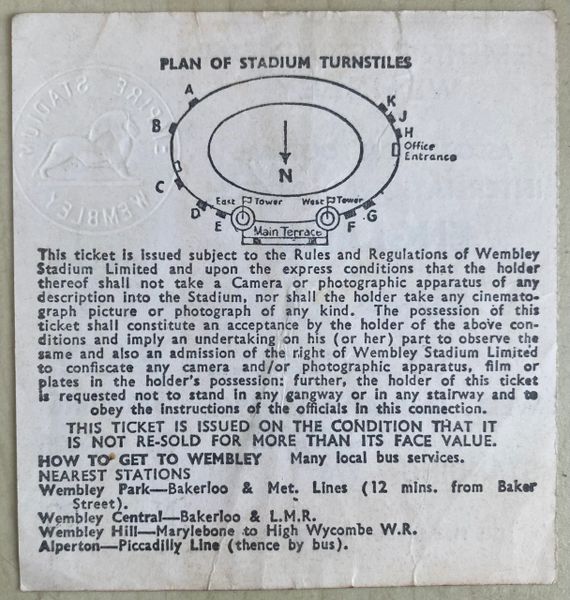 PLAN OF STADIUM TURNSTILES
A
K
J
B
H
Office
Entrance
N
C
East Tower
West Tower
D
G
E
F
Main Terrace
EMPIRE STADIUM
WEMBLEY
This ticket is issued subject to the Rules and Regulations of Wembley
Stadium Limited and upon the express conditions that the holder
thereof shall not take a Camera or photographic apparatus of any
description into the Stadium, nor shall the holder take any cinemato-
graph picture or photograph of any kind. The possession of this
ticket shall constitute an acceptance by the holder of the above con-
ditions and imply an undertaking on his (or her) part to observe the
same and also an admission of the right of Wembley Stadium Limited
to confiscate any camera and/or photographic apparatus, film or
plates in the holder's possession; further, the holder of this ticket
is requested not to stand in any gangway or in any stairway and to
obey the instructions of the officials in this connection.
THIS TICKET IS ISSUED ON THE CONDITION THAT IT
IS NOT RE-SOLD FOR MORE THAN ITS FACE VALUE.
HOW TO GET TO WEMBLEY Many local bus services.
NEAREST STATIONS
Wembley Park—Bakerloo & Met. Lines (12 mins. from Baker
Street).
Wembley Central—Bakerloo & L.M.R.
Wembley Hill—Marylebone to High Wycombe W.R.
Alperton—Piccadilly Line (thence by bus).